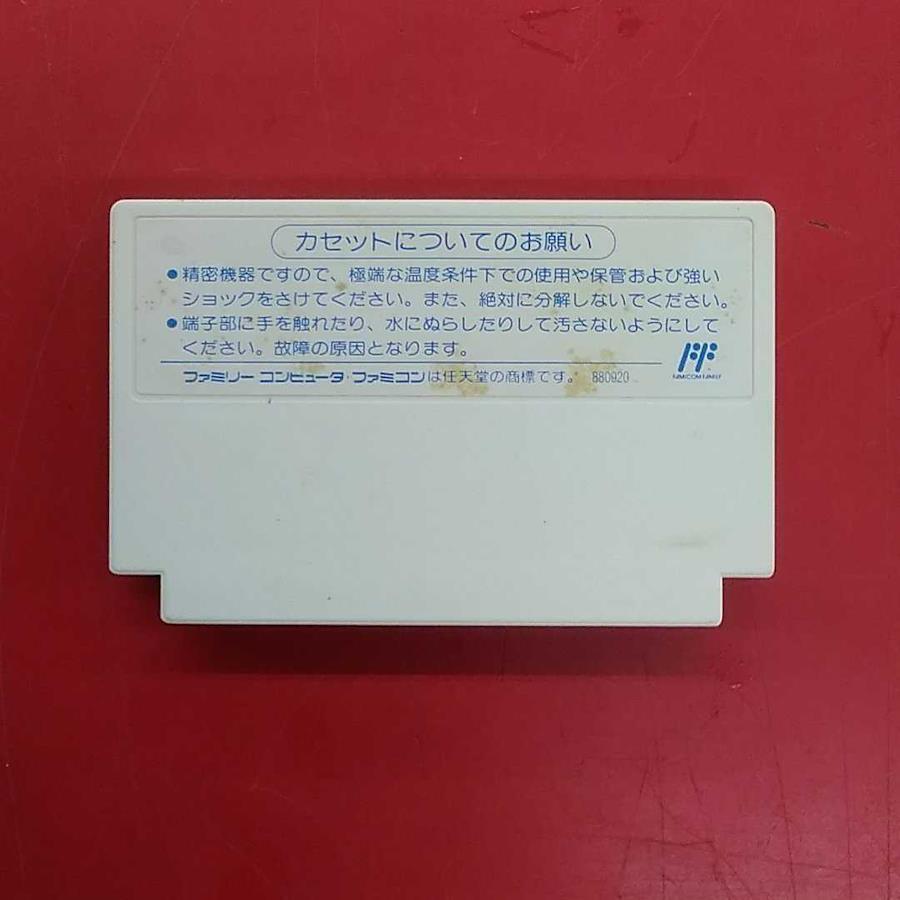 カセットについてのお願い
●精密機器ですので、極端な温度条件下での使用や保管および強い
ショックをさけてください。また、絶対に分解しないでください。
●端子部に手を触れたり、水にぬらしたりして汚さないようにして
ください。故障の原因となります。
FF
FAMICOM FAMILY
ファミリー コンピュータ・ファミコンは任天堂の商標です。 880920